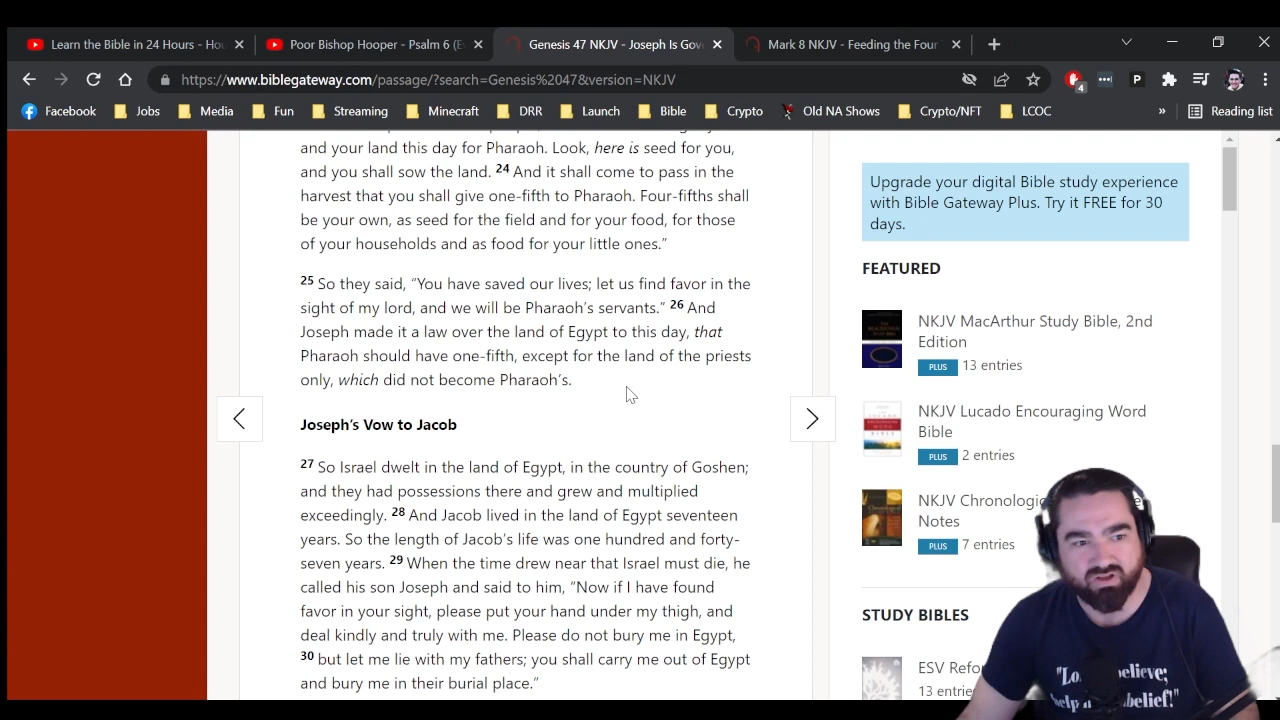 Learn the Bible in 24 Hours - Hou
Poor Bishop Hooper - Psalm 6 (E
Genesis 47 NKJV - Joseph Is Gov
Mark 8 NKJV - Feeding the Four
https://www.biblegateway.com/passage/?search=Genesis%2047&version=NKJV
4
P
Facebook
Jobs
Media
Fun
Streaming
Minecraft
DRR
Launch
Bible
Crypto
Old NA Shows
Crypto/NFT
LCOC
»
Reading list
and your land this day for Pharaoh. Look, here is seed for you,
and you shall sow the land. 24 And it shall come to pass in the
harvest that you shall give one-fifth to Pharaoh. Four-fifths shall
be your own, as seed for the field and for your food, for those
of your households and as food for your little ones.”
25 So they said, “You have saved our lives; let us find favor in the
sight of my lord, and we will be Pharaoh’s servants.” 26 And
Joseph made it a law over the land of Egypt to this day, that
Pharaoh should have one-fifth, except for the land of the priests
only, which did not become Pharaoh’s.
Joseph’s Vow to Jacob
27 So Israel dwelt in the land of Egypt, in the country of Goshen;
and they had possessions there and grew and multiplied
exceedingly. 28 And Jacob lived in the land of Egypt seventeen
years. So the length of Jacob’s life was one hundred and forty-
seven years. 29 When the time drew near that Israel must die, he
called his son Joseph and said to him, “Now if I have found
favor in your sight, please put your hand under my thigh, and
deal kindly and truly with me. Please do not bury me in Egypt,
30 but let me lie with my fathers; you shall carry me out of Egypt
and bury me in their burial place.”
Upgrade your digital Bible study experience
with Bible Gateway Plus. Try it FREE for 30
days.
FEATURED
NKJV MacArthur Study Bible, 2nd
Edition
PLUS 13 entries
NKJV Lucado Encouraging Word
Bible
PLUS 2 entries
NKJV
Notes
PLUS 7 entries
STUDY BIBLES
ESV
13